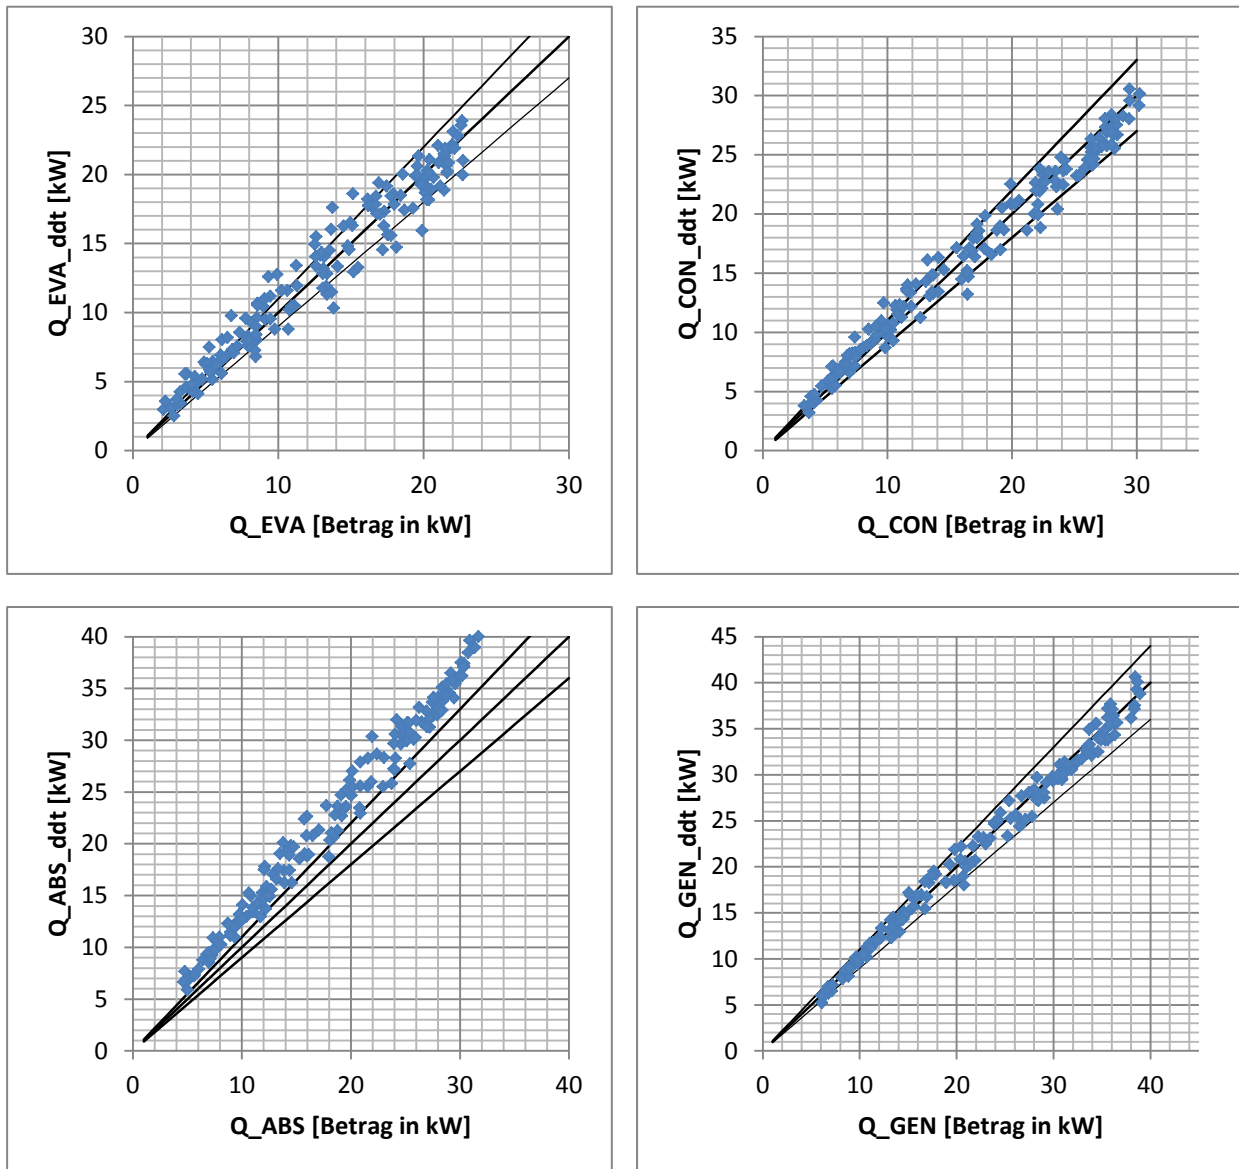 Q_EVA_ddt [kW]
30
25
20
15
10
5
0
0 10 20 30
Q_EVA [Betrag in kW]
Q_CON_ddt [kW]
35
30
25
20
15
10
5
0
0 10 20 30
Q_CON [Betrag in kW]
Q_ABS_ddt [kW]
40
35
30
25
20
15
10
5
0
0 10 20 30 40
Q_ABS [Betrag in kW]
Q_GEN_ddt [kW]
45
40
35
30
25
20
15
10
5
0
0 10 20 30 40
Q_GEN [Betrag in kW]